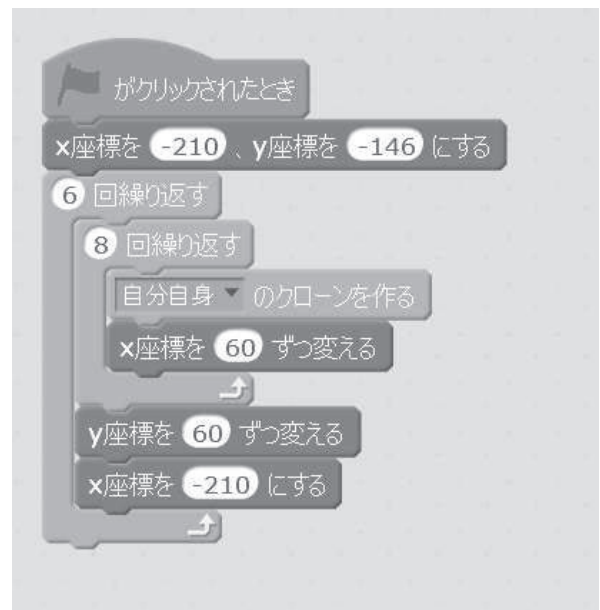 がクリックされたとき
x座標を -210 、y座標を -146 にする
6 回繰り返す
8 回繰り返す
自分自身 のクローンを作る
x座標を 60 ずつ変える
y座標を 60 ずつ変える
x座標を -210 にする